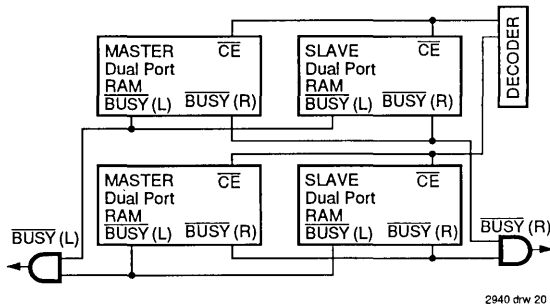 MASTER
Dual Port
RAM
CE
BUSY (L)
BUSY (R)
SLAVE
Dual Port
RAM
CE
BUSY (L)
BUSY (R)
DECODER
MASTER
Dual Port
RAM
CE
BUSY (L)
BUSY (R)
SLAVE
Dual Port
RAM
CE
BUSY (L)
BUSY (R)
BUSY (L)
BUSY (R)
2940 drw 20